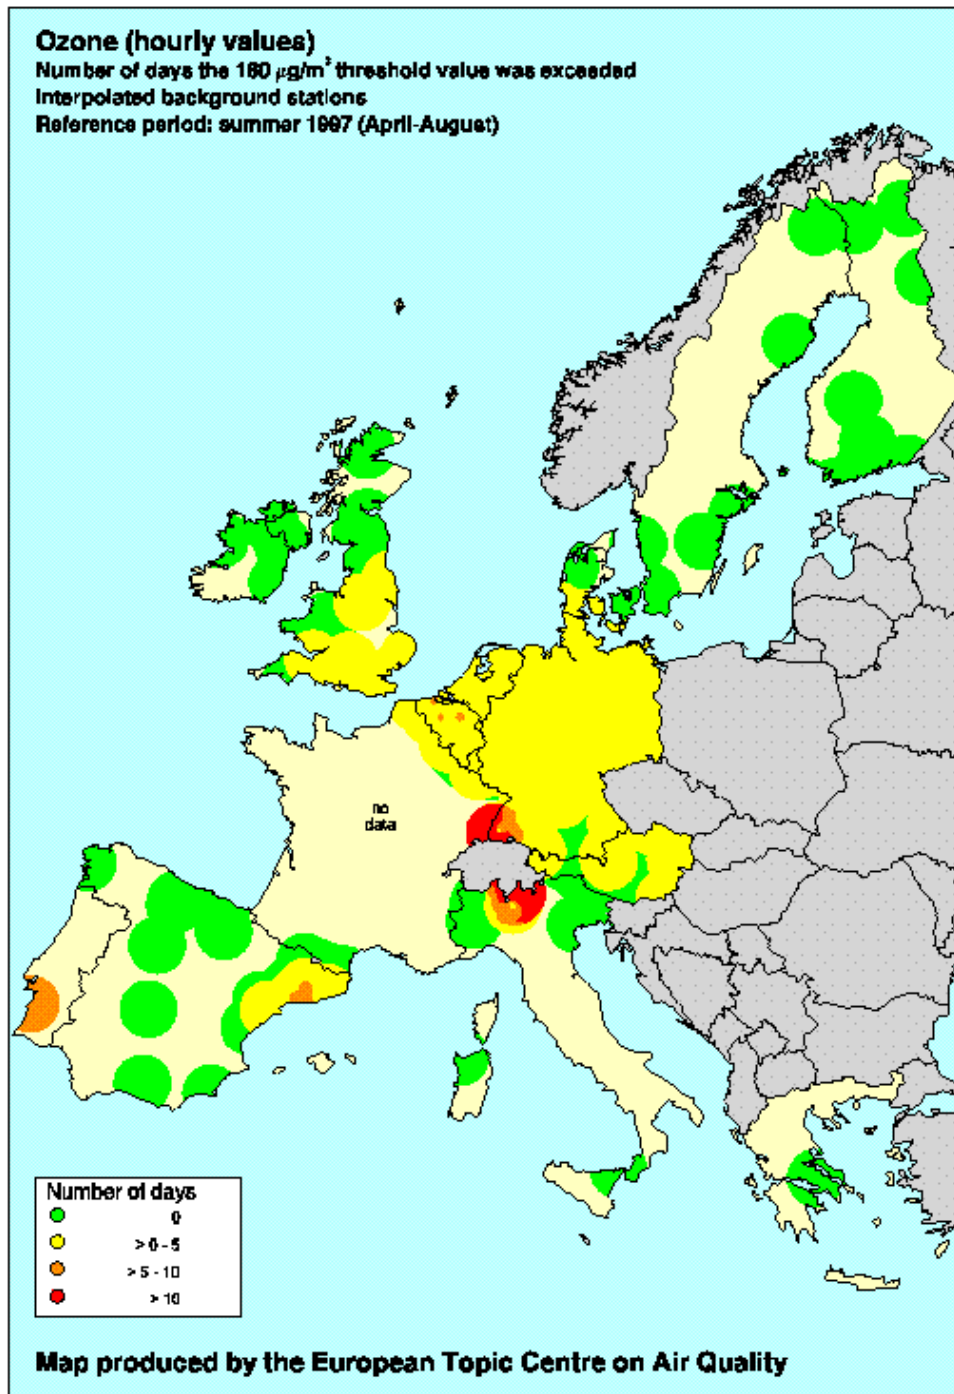 Ozone (hourly values)
Number of days the 180 µg/m³ threshold value was exceeded
Interpolated background stations
Reference period: summer 1997 (April-August)
no
data
Number of days
0
> 0 - 5
> 5 - 10
> 10
Map produced by the European Topic Centre on Air Quality